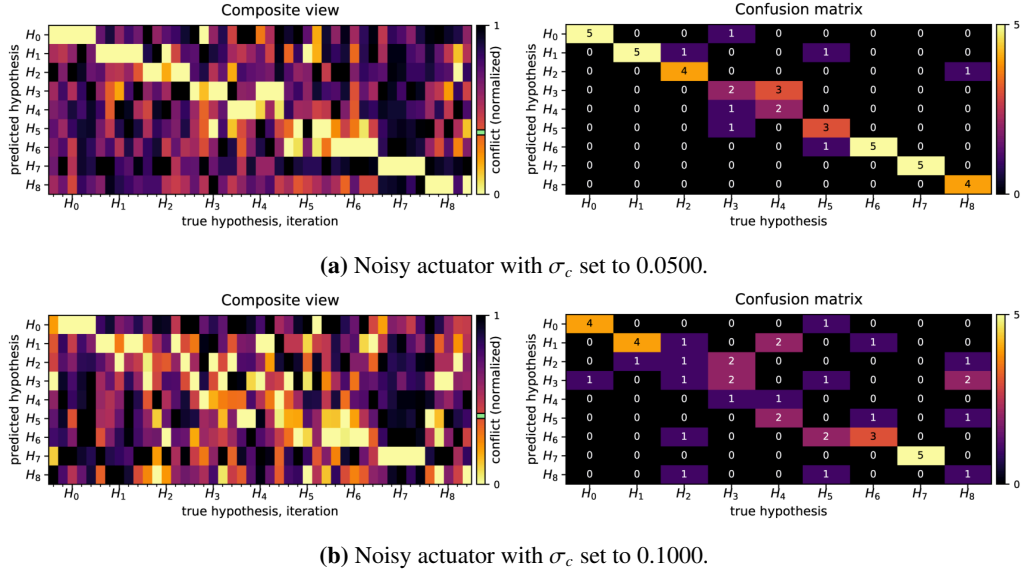 Composite view
Confusion matrix
predicted hypothesis
H0
H1
H2
H3
H4
H5
H6
H7
H8
H0 H1 H2 H3 H4 H5 H6 H7 H8
true hypothesis, iteration
1
0
conflict (normalized)
predicted hypothesis
H0 5 0 0 1 0 0 0 0 0
H1 0 5 1 0 0 1 0 0 0
H2 0 0 4 0 0 0 0 0 1
H3 0 0 0 2 3 0 0 0 0
H4 0 0 0 1 2 0 0 0 0
H5 0 0 0 1 0 3 0 0 0
H6 0 0 0 0 0 1 5 0 0
H7 0 0 0 0 0 0 0 5 0
H8 0 0 0 0 0 0 0 0 4
H0 H1 H2 H3 H4 H5 H6 H7 H8
true hypothesis
5
0
(a) Noisy actuator with σc set to 0.0500.
Composite view
Confusion matrix
predicted hypothesis
H0
H1
H2
H3
H4
H5
H6
H7
H8
H0 H1 H2 H3 H4 H5 H6 H7 H8
true hypothesis, iteration
1
0
conflict (normalized)
predicted hypothesis
H0 4 0 0 0 0 1 0 0 0
H1 0 4 1 0 2 0 1 0 0
H2 0 1 1 2 0 0 0 0 1
H3 1 0 1 2 0 1 0 0 2
H4 0 0 0 1 1 0 0 0 0
H5 0 0 0 0 2 0 1 0 1
H6 0 0 1 0 0 2 3 0 0
H7 0 0 0 0 0 0 0 5 0
H8 0 0 1 0 0 1 0 0 1
H0 H1 H2 H3 H4 H5 H6 H7 H8
true hypothesis
5
0
(b) Noisy actuator with σc set to 0.1000.